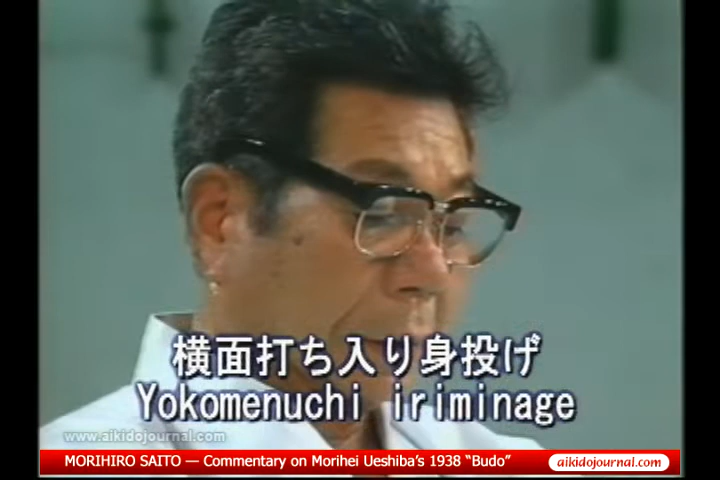 横面打ち入り身投げ
Yokomenuchi iriminage
www.aikidojournal.com
MORIHIRO SAITO — Commentary on Morihei Ueshiba's 1938 “Budo”
aikidojournal.com